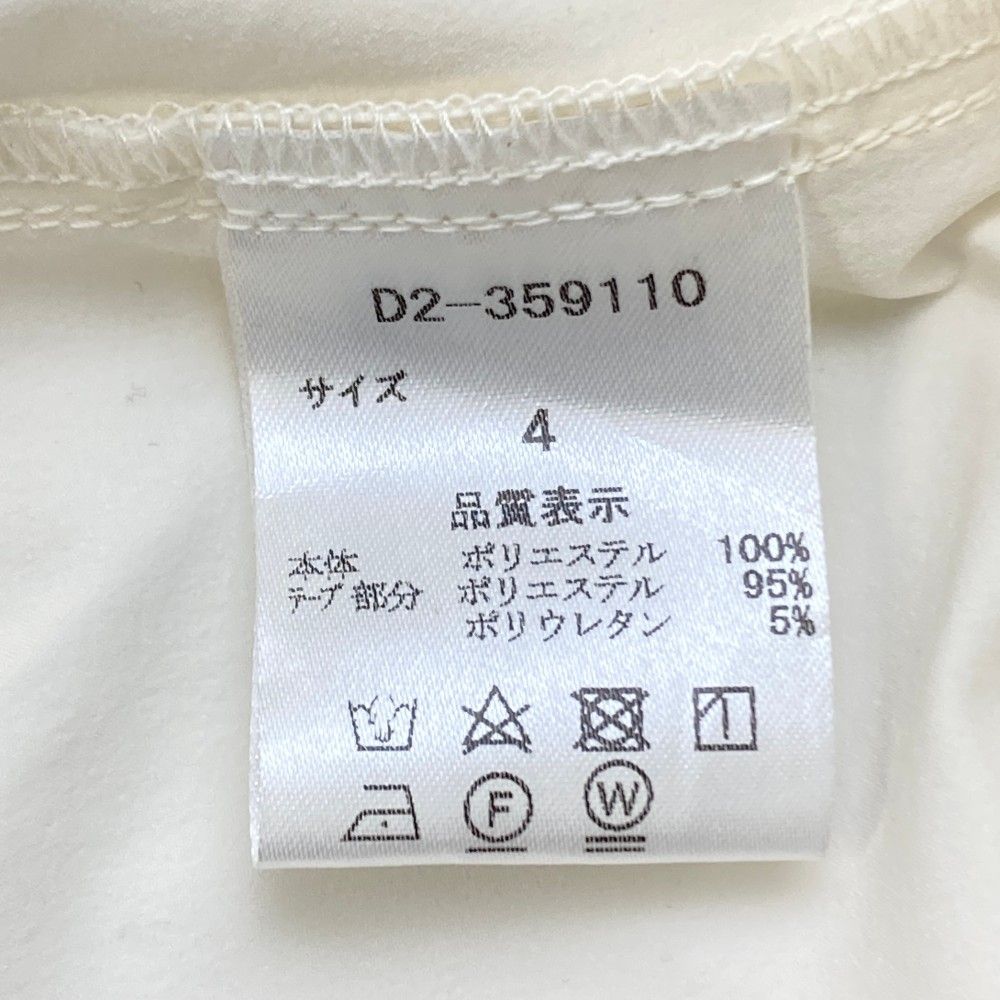 D2-359110
サイズ
4
品質表示
本体 ポリエステル 100%
テープ部分 ポリエステル 95%
ポリウレタン 5%
F W